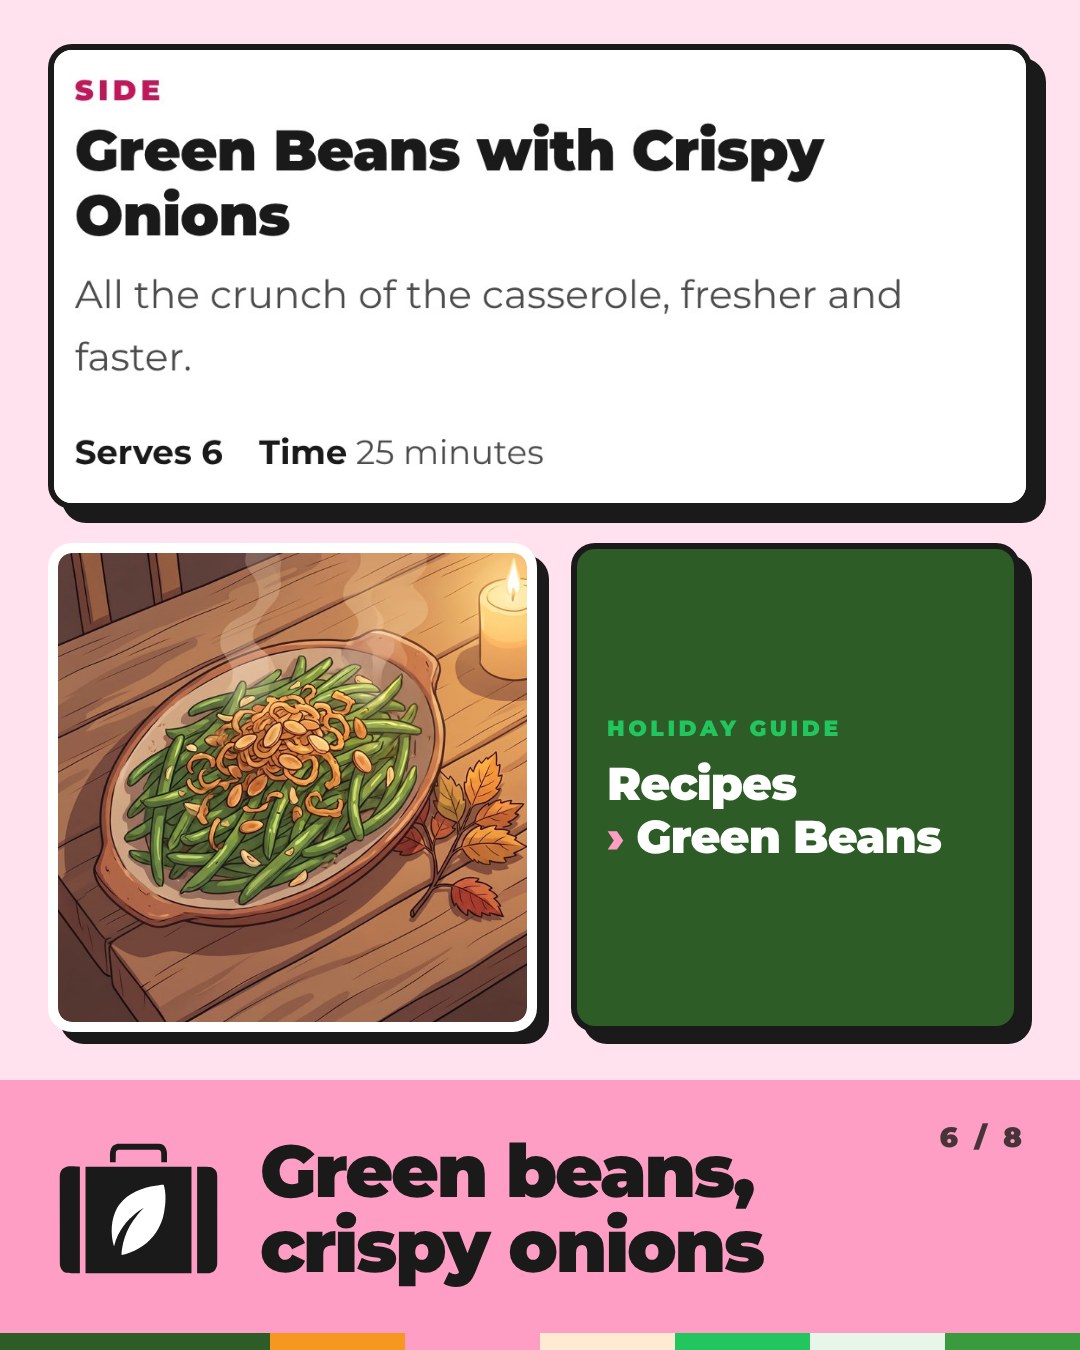 SIDE
Green Beans with Crispy
Onions
All the crunch of the casserole, fresher and
faster.
Serves 6 Time 25 minutes
HOLIDAY GUIDE
Recipes
› Green Beans
6 / 8
Green beans,
crispy onions